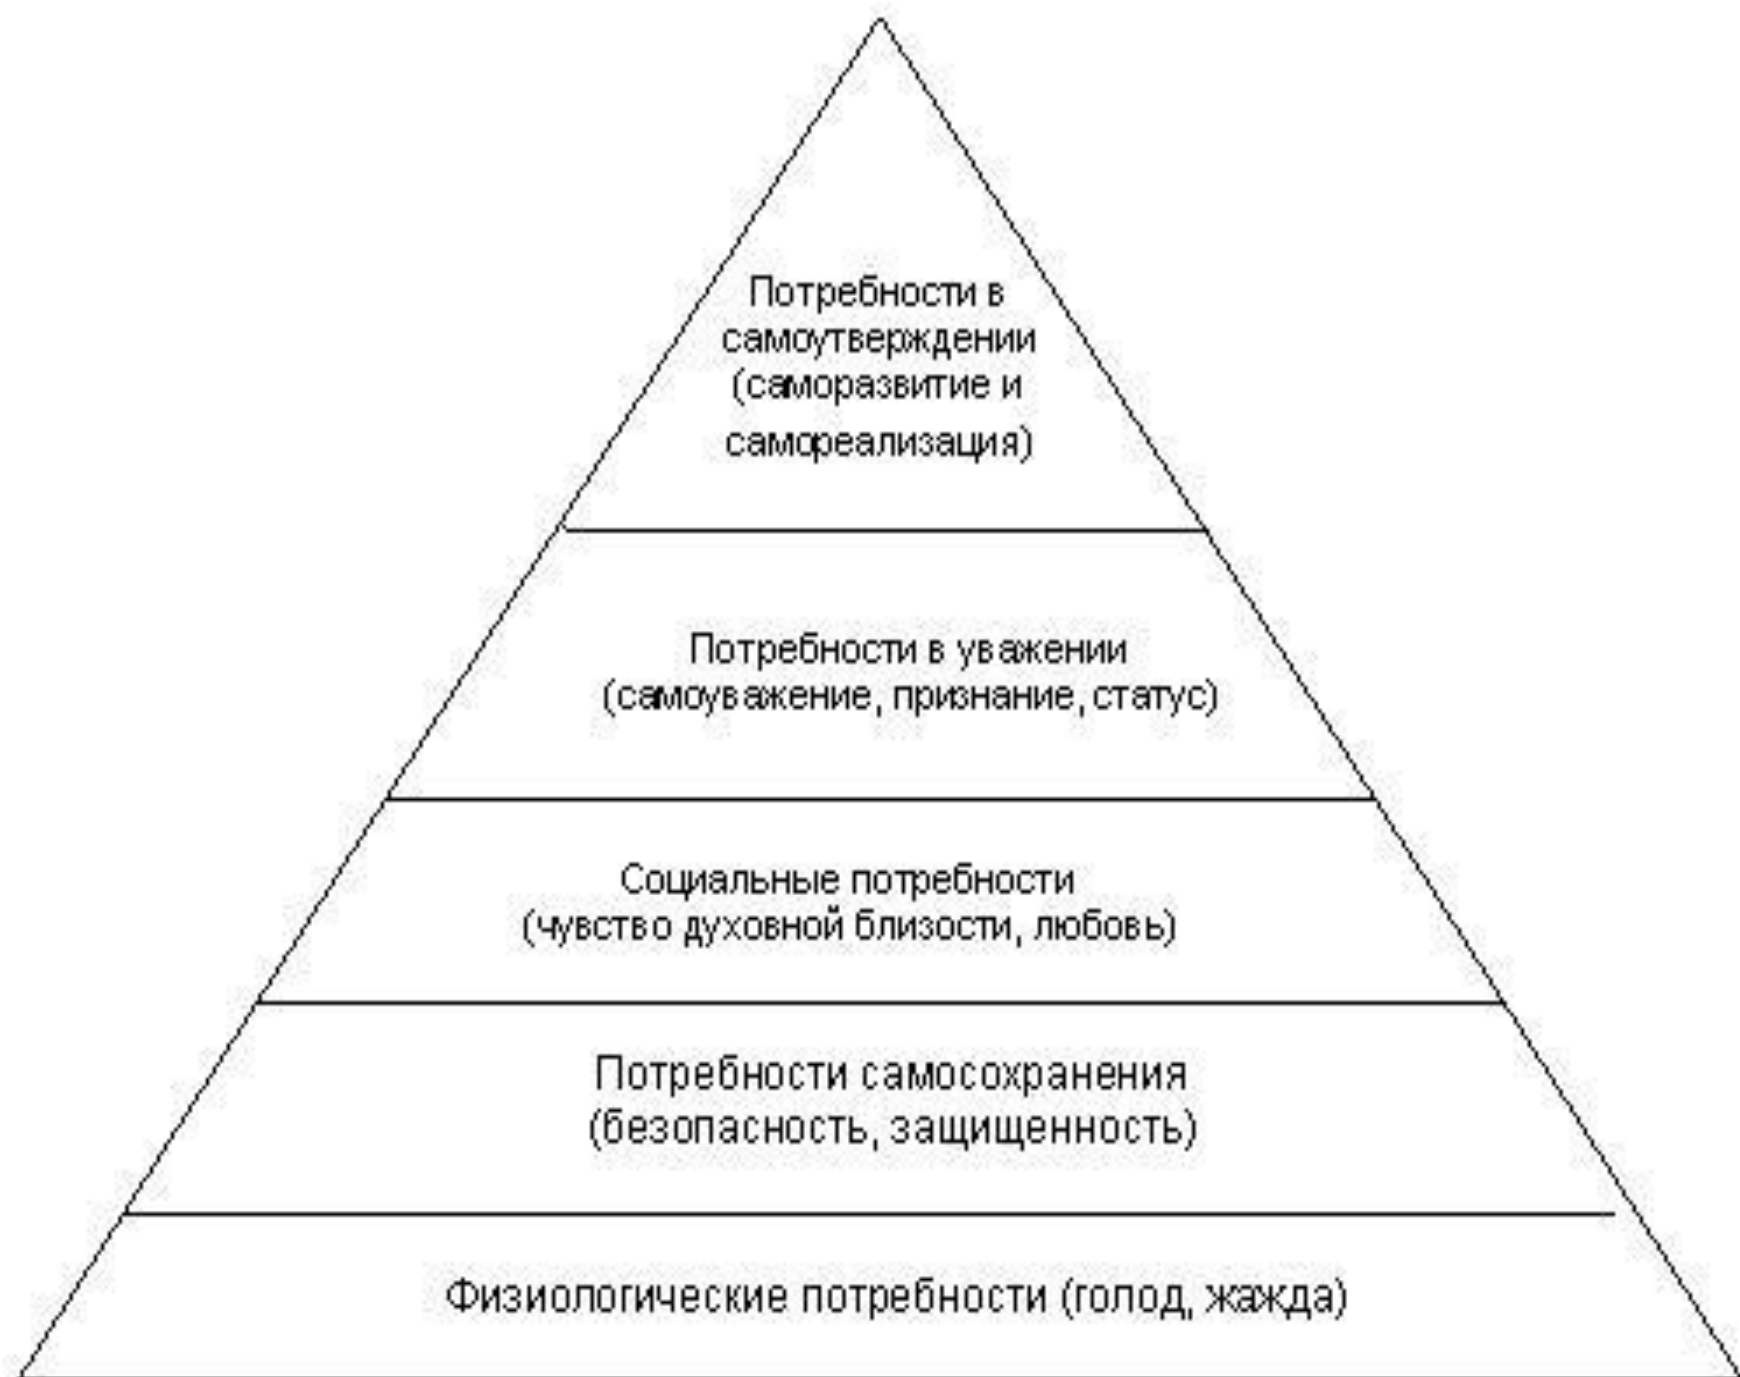 Потребности в
самоутверждении
(саморазвитие и
самореализация)
Потребности в уважении
(самоуважение, признание, статус)
Социальные потребности
(чувство духовной близости, любовь)
Потребности самосохранения
(безопасность, защищенность)
Физиологические потребности (голод, жажда)